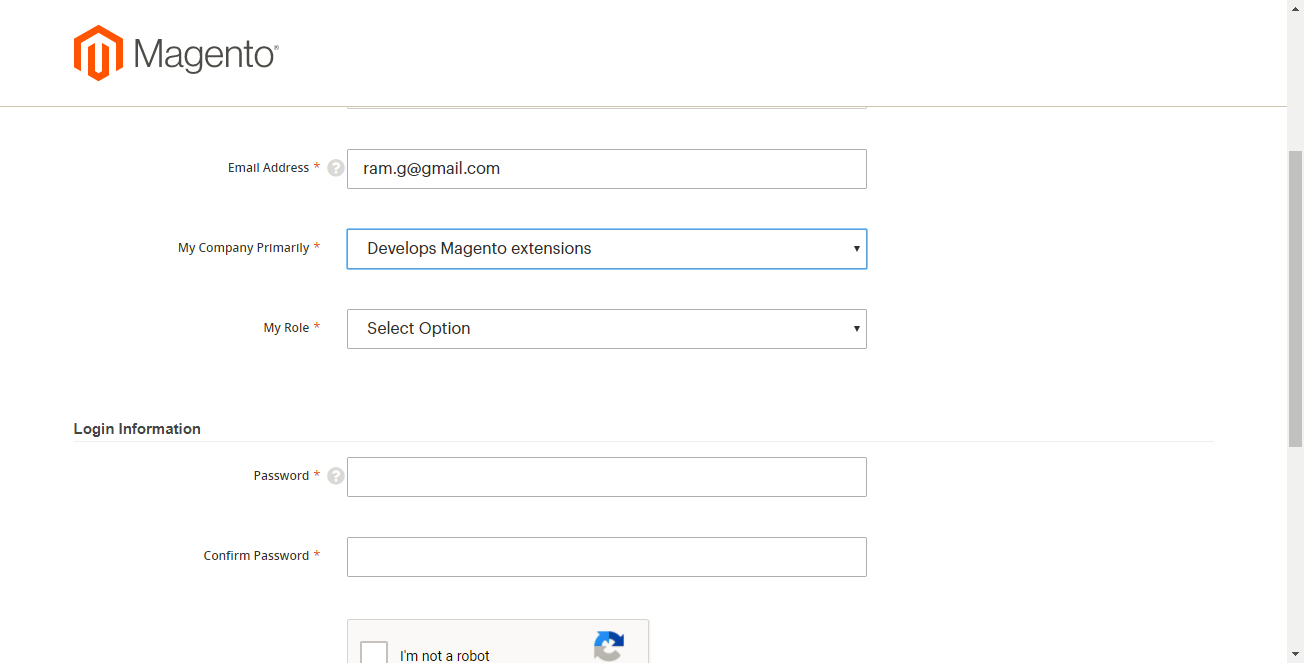 Magento®
Email Address * ? ram.g@gmail.com
My Company Primarily * Develops Magento extensions
My Role * Select Option
Login Information
Password * ?
Confirm Password *
I'm not a robot